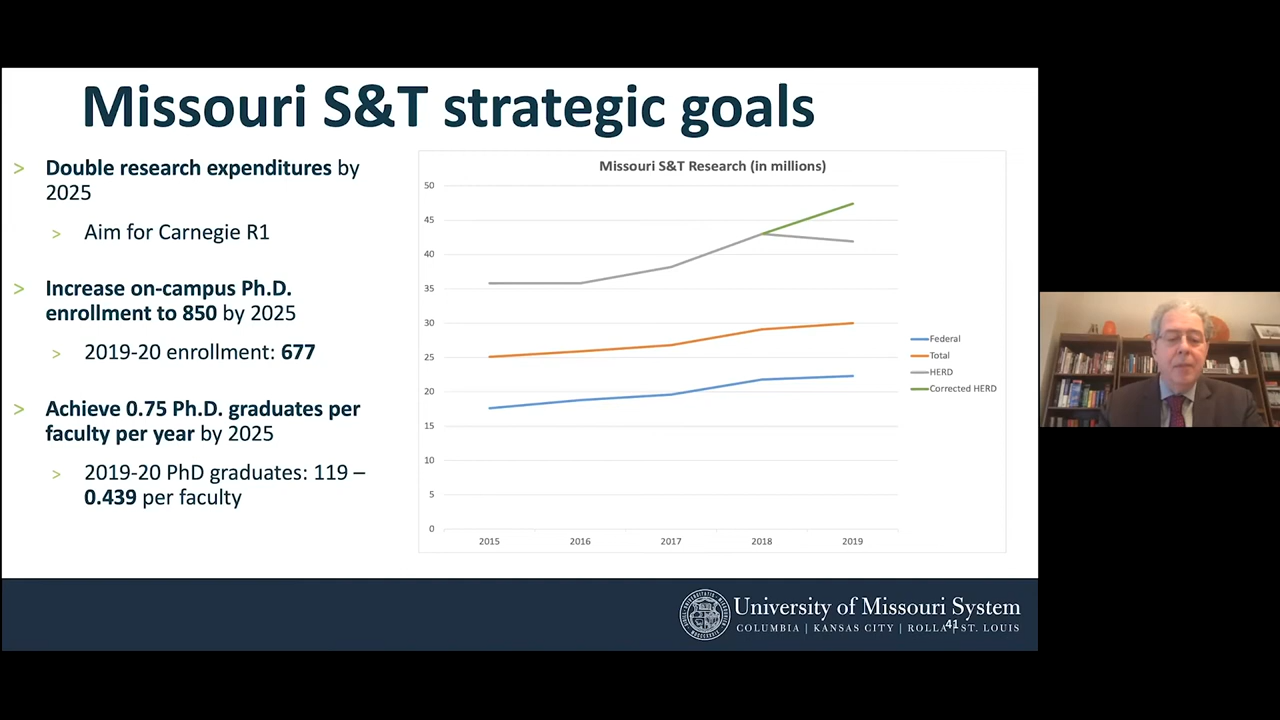 Missouri S&T strategic goals
> Double research expenditures by
2025
> Aim for Carnegie R1
> Increase on-campus Ph.D.
enrollment to 850 by 2025
> 2019-20 enrollment: 677
> Achieve 0.75 Ph.D. graduates per
faculty per year by 2025
> 2019-20 PhD graduates: 119 –
0.439 per faculty
Missouri S&T Research (in millions)
50
45
40
35
30
25
20
15
10
5
0
2015 2016 2017 2018 2019
Federal
Total
HERD
Corrected HERD
University of Missouri System
COLUMBIA | KANSAS CITY | ROLLA | ST. LOUIS
41